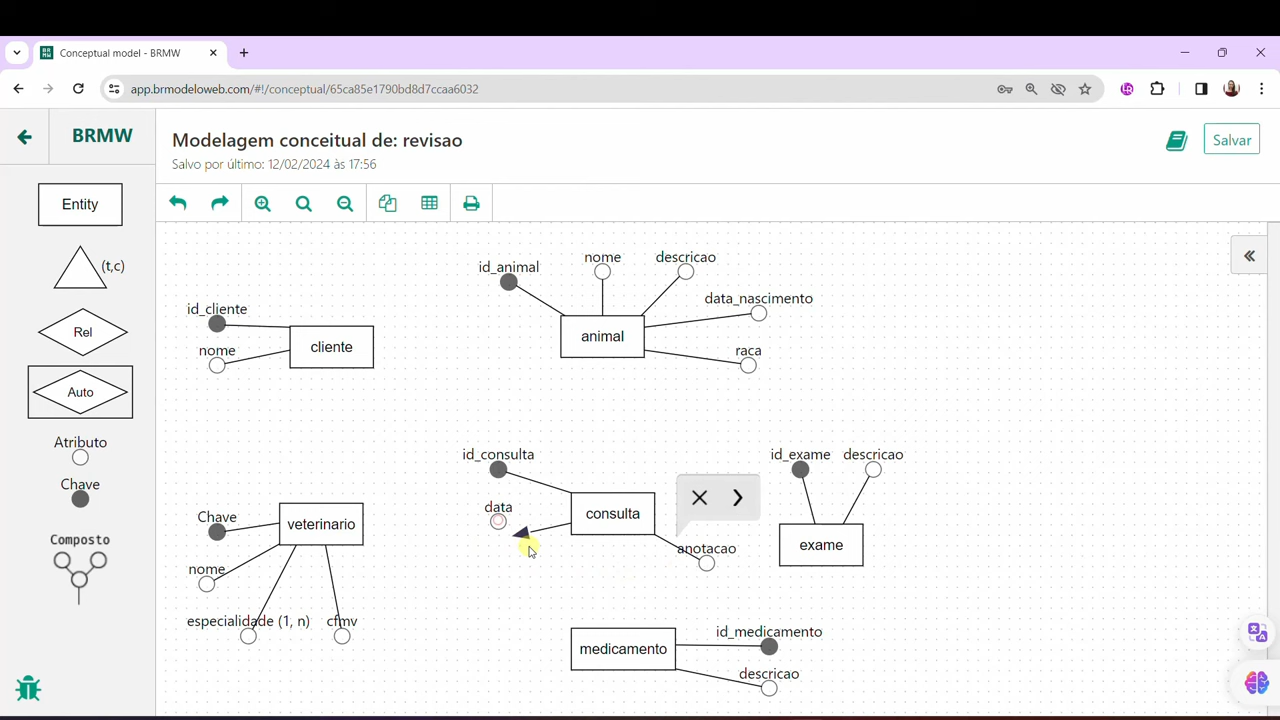 Conceptual model - BRMW
app.brmodeloweb.com/#!/conceptual/65ca85e1790bd8d7ccaa6032
BRMW
Modelagem conceitual de: revisao
Salvo por último: 12/02/2024 às 17:56
Salvar
Entity
(t,c)
Rel
Auto
Atributo
Chave
Composto
id_cliente
nome
cliente
id_animal
nome
descricao
data_nascimento
raca
animal
Chave
nome
especialidade (1, n)
cfmv
veterinario
id_consulta
data
consulta
anotacao
id_exame
descricao
exame
medicamento
id_medicamento
descricao